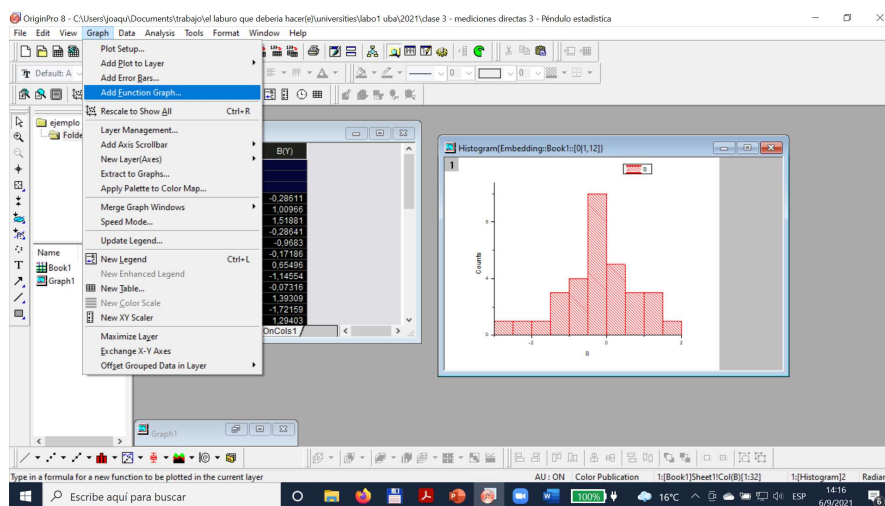 OriginPro 8 - C:\Users\joaqu\Documents\trabajo\el laburo que deberia hacer(e)\universities\labo1 uba\2021\clase 3 - mediciones directas 3 - Péndulo estadistica
File Edit View Graph Data Analysis Tools Format Window Help
Plot Setup...
Add Plot to Layer
Add Error Bars...
Add Function Graph...
Rescale to Show All Ctrl+R
Layer Management...
Add Axis Scrollbar
New Layer(Axes)
Extract to Graphs...
Apply Palette to Color Map...
Merge Graph Windows
Speed Mode...
Update Legend...
New Legend Ctrl+L
New Enhanced Legend
New Table...
New Color Scale
New XY Scaler
Maximize Layer
Exchange X-Y Axes
Offset Grouped Data in Layer
Default: A
0
0
ejemplo
Folde
Name
Book1
Graph1
B(Y)
-0,28611
1,00966
1,51881
-0,28641
-0,9683
-0,17186
0,65496
-1,14554
-0,07316
1,39309
-1,72159
1,29403
OnCols1
Histogram[Embedding::Book1::[0]1,12]}
1
B
8
4
0
Counts
-2 0 2
B
Graph1
T
Type in a formula for a new function to be plotted in the current layer
AU : ON Color Publication 1:[Book1]Sheet1!Col(B)[1:32] 1:[Histogram]2 Radian
Escribe aquí para buscar
100%
16°C
ESP
14:16
6/9/2021
6